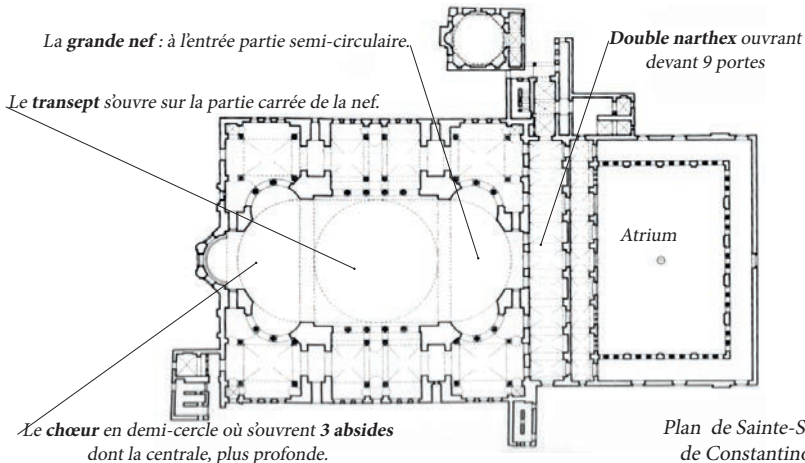 La grande nef : à l'entrée partie semi-circulaire.
Double narthex ouvrant
devant 9 portes
Le transept s'ouvre sur la partie carrée de la nef.
Atrium
Le chœur en demi-cercle où s'ouvrent 3 absides
dont la centrale, plus profonde.
Plan de Sainte-S
de Constantino